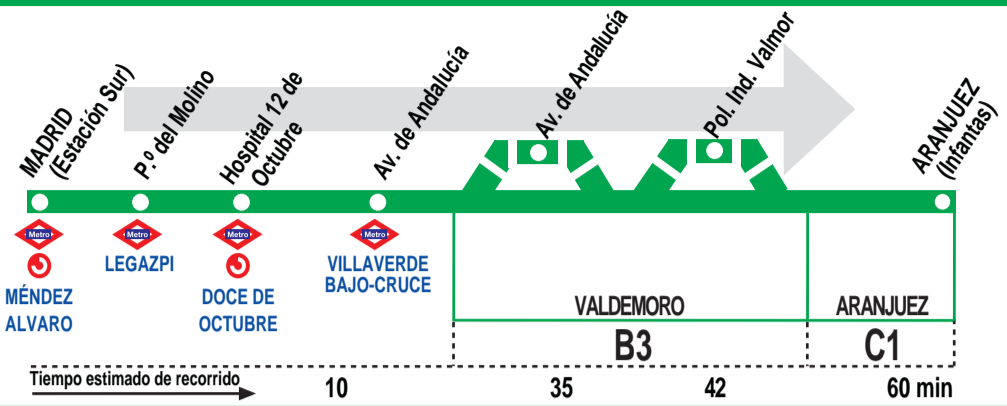 MADRID
(Estación Sur)
P.º del Molino
Hospital 12 de
Octubre
Av. de Andalucía
Av. de Andalucía
Pol. Ind. Valmor
ARANJUEZ
(Infantas)
Metro
Metro
Metro
Metro
MÉNDEZ
ALVARO
LEGAZPI
DOCE DE
OCTUBRE
VILLAVERDE
BAJO-CRUCE
VALDEMORO
ARANJUEZ
B3
C1
Tiempo estimado de recorrido
10
35
42
60 min